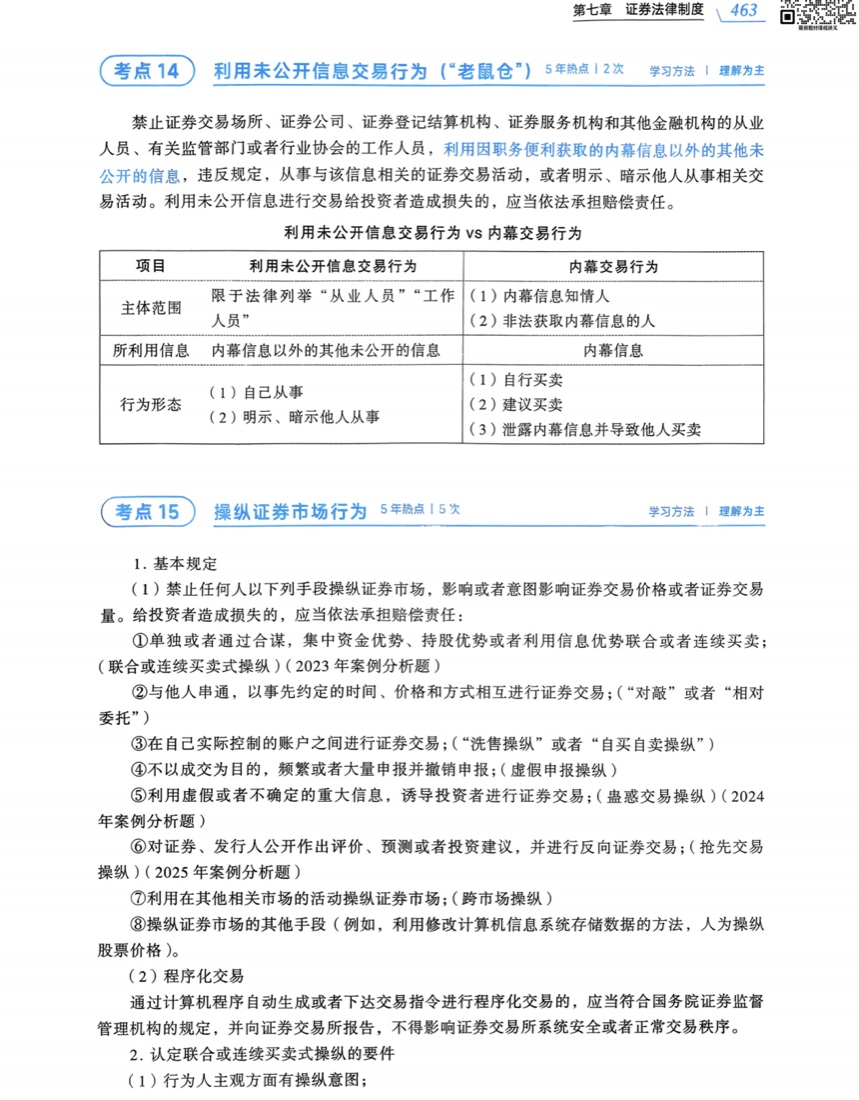 第七章 证券法律制度 463
考点 14 利用未公开信息交易行为(“老鼠仓”) 5年热点|2次 学习方法 | 理解为主
禁止证券交易场所、证券公司、证券登记结算机构、证券服务机构和其他金融机构的从业
人员、有关监管部门或者行业协会的工作人员,利用因职务便利获取的内幕信息以外的其他未
公开的信息,违反规定,从事与该信息相关的证券交易活动,或者明示、暗示他人从事相关交
易活动。利用未公开信息进行交易给投资者造成损失的,应当依法承担赔偿责任。
利用未公开信息交易行为 vs 内幕交易行为
项目 利用未公开信息交易行为 内幕交易行为
主体范围 限于法律列举“从业人员”“工作
人员”
(1)内幕信息知情人
(2)非法获取内幕信息的人
所利用信息 内幕信息以外的其他未公开的信息 内幕信息
行为形态 (1)自己从事
(2)明示、暗示他人从事
(1)自行买卖
(2)建议买卖
(3)泄露内幕信息并导致他人买卖
考点 15 操纵证券市场行为 5年热点|5次 学习方法 | 理解为主
1. 基本规定
(1)禁止任何人以下列手段操纵证券市场,影响或者意图影响证券交易价格或者证券交易
量。给投资者造成损失的,应当依法承担赔偿责任:
①单独或者通过合谋,集中资金优势、持股优势或者利用信息优势联合或者连续买卖;
(联合或连续买卖式操纵)(2023年案例分析题)
②与他人串通,以事先约定的时间、价格和方式相互进行证券交易;(“对敲”或者“相对
委托”)
③在自己实际控制的账户之间进行证券交易;(“洗售操纵”或者“自买自卖操纵”)
④不以成交为目的,频繁或者大量申报并撤销申报;(虚假申报操纵)
⑤利用虚假或者不确定的重大信息,诱导投资者进行证券交易;(蛊惑交易操纵)(2024
年案例分析题)
⑥对证券、发行人公开作出评价、预测或者投资建议,并进行反向证券交易;(抢先交易
操纵)(2025年案例分析题)
⑦利用在其他相关市场的活动操纵证券市场;(跨市场操纵)
⑧操纵证券市场的其他手段(例如,利用修改计算机信息系统存储数据的方法,人为操纵
股票价格)。
(2)程序化交易
通过计算机程序自动生成或者下达交易指令进行程序化交易的,应当符合国务院证券监督
管理机构的规定,并向证券交易所报告,不得影响证券交易所系统安全或者正常交易秩序。
2. 认定联合或连续买卖式操纵的要件
(1)行为人主观方面有操纵意图;